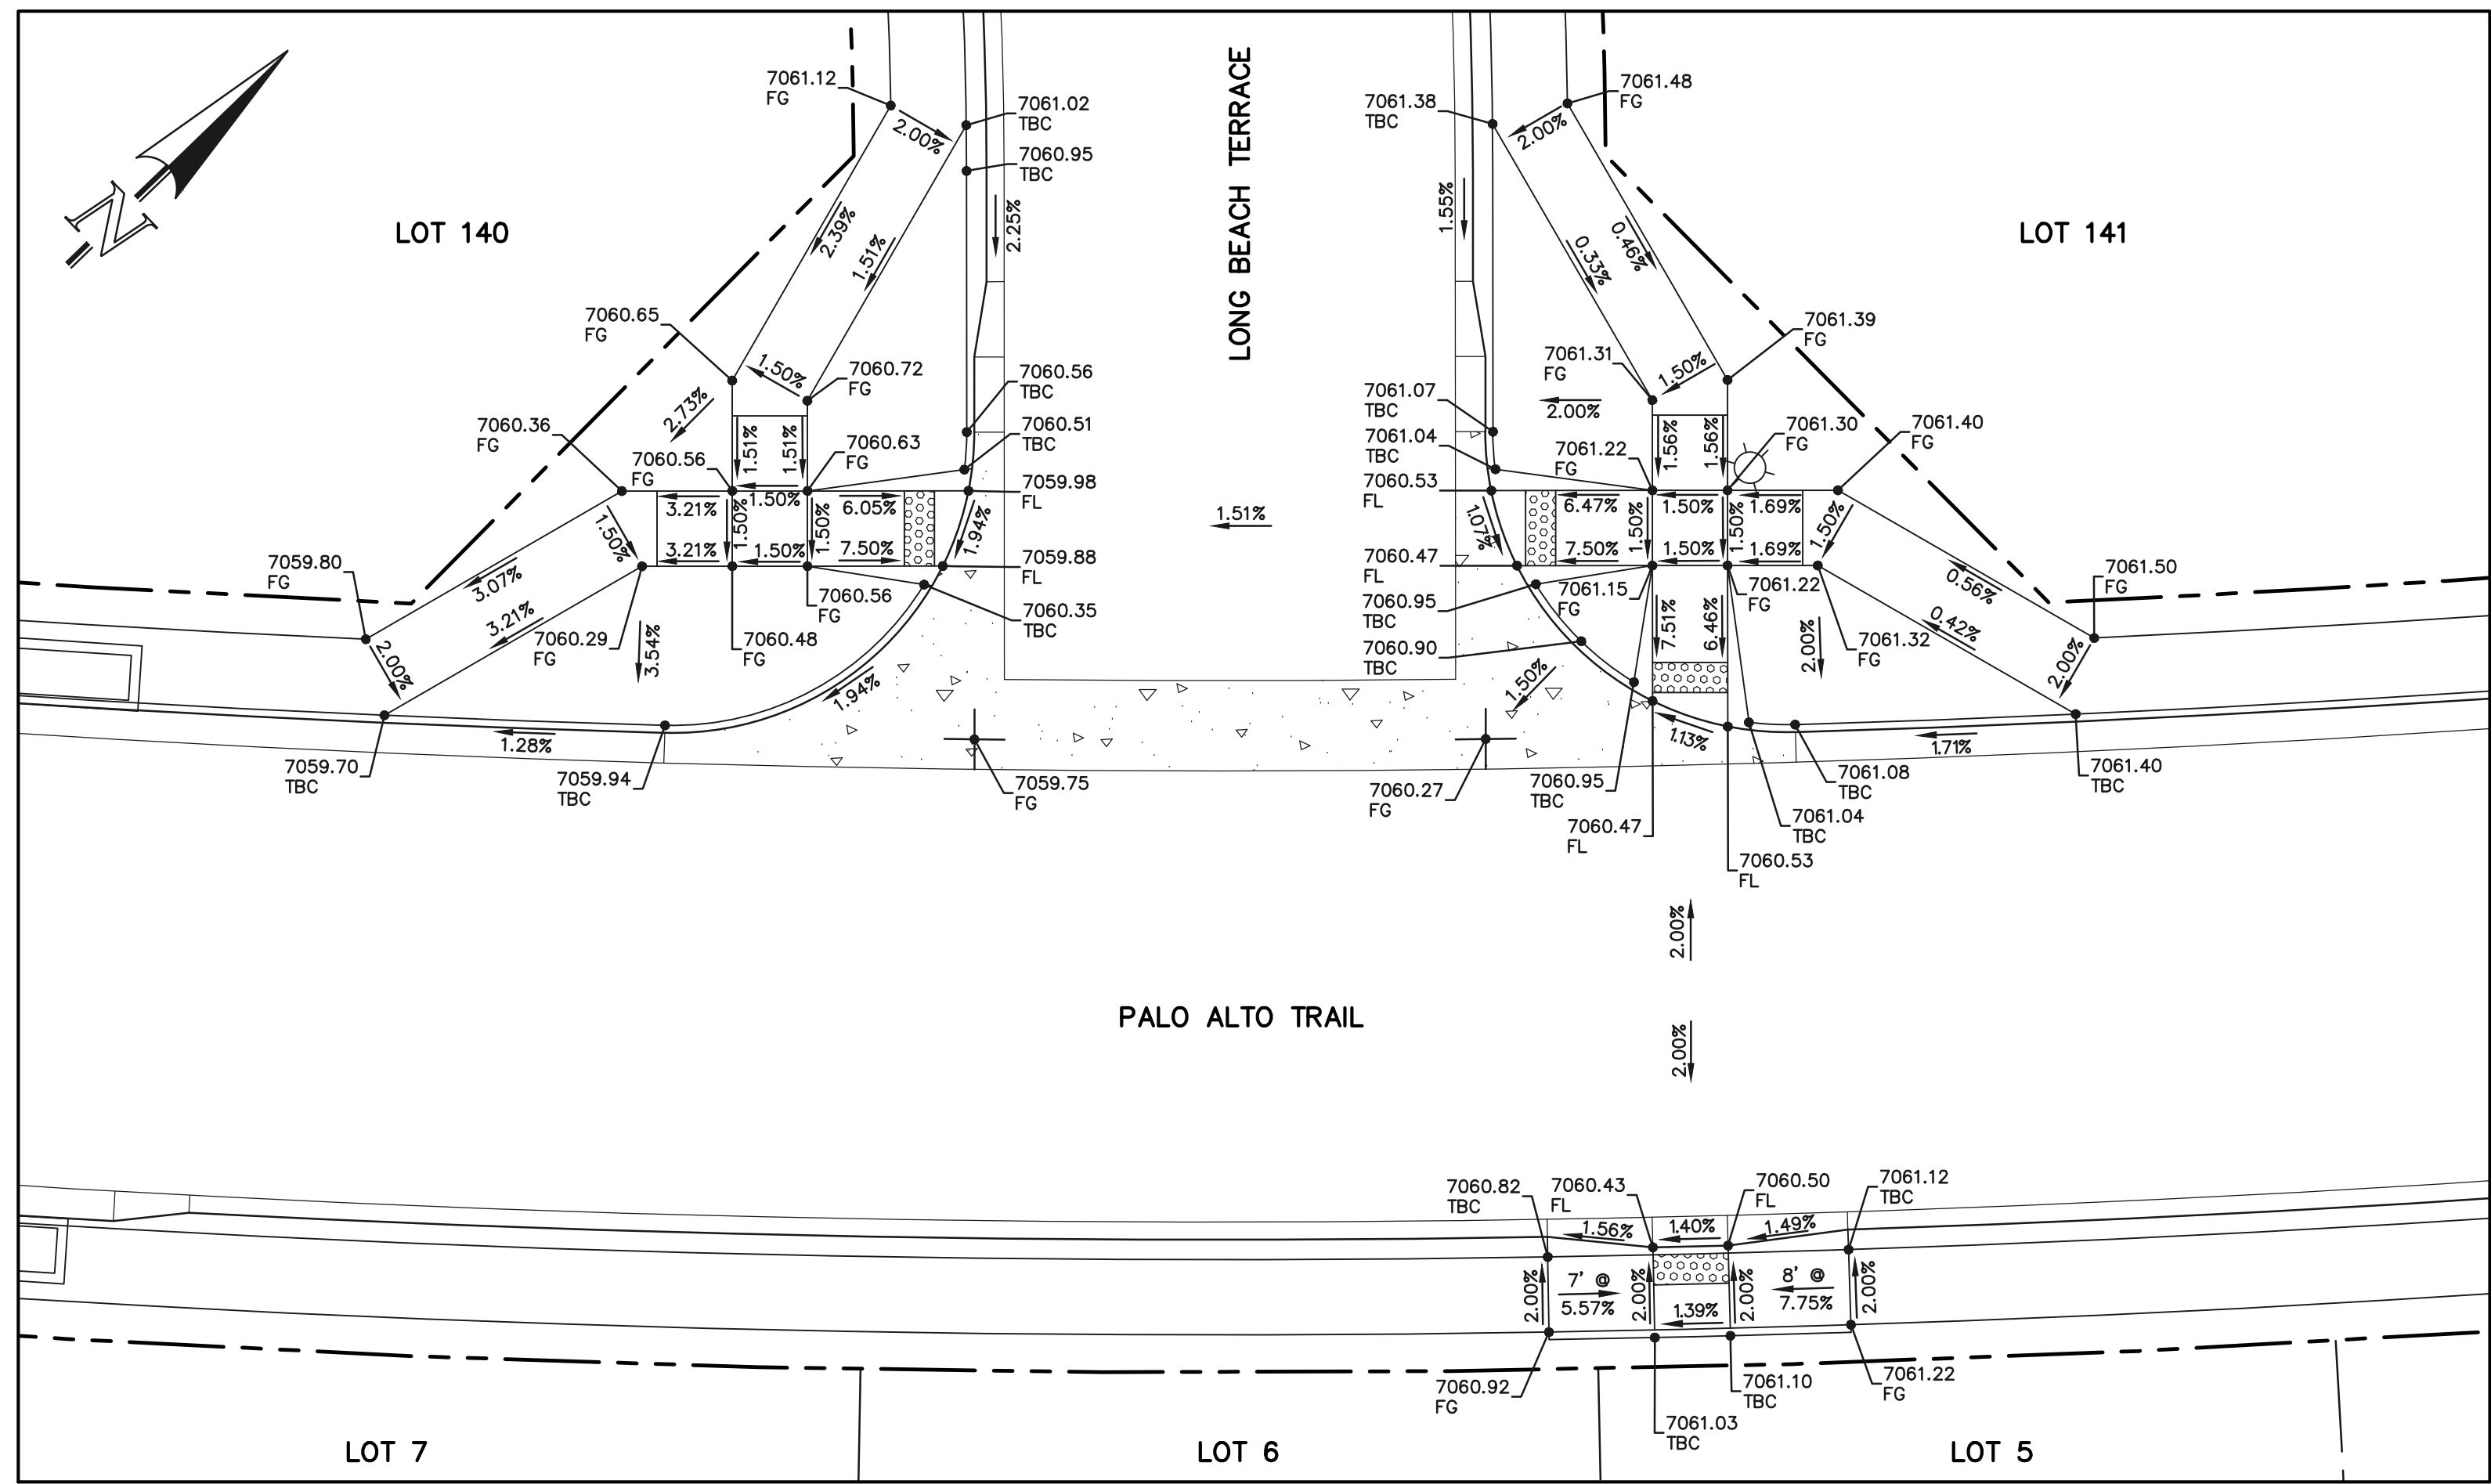 7061.12
FG
2.00%
7061.02
TBC
7060.95
TBC
LONG BEACH TERRACE
7061.38
TBC
2.00%
7061.48
FG
N
LOT 140
2.39%
1.51%
2.25%
1.55%
0.33%
0.46%
LOT 141
7060.65
FG
1.50%
7060.72
FG
7060.56
TBC
7061.31
FG
1.50%
7061.39
FG
2.73%
7061.07
TBC
2.00%
7060.36
FG
7060.56
FG
1.51%
1.51%
7060.63
FG
7060.51
TBC
7061.04
TBC
7061.22
FG
1.56%
1.56%
7061.30
FG
7061.40
FG
7059.98
FL
7060.53
FL
3.21%
1.50%
6.05%
6.47%
1.50%
1.69%
1.50%
1.50%
1.50%
1.94%
1.51%
1.07%
1.50%
1.50%
1.50%
3.21%
1.50%
7.50%
7.50%
1.50%
1.69%
7059.80
FG
3.07%
7059.88
FL
7060.47
FL
0.56%
7061.50
FG
3.21%
7060.56
FG
7060.35
TBC
7060.95
TBC
7061.15
FG
7061.22
FG
0.42%
2.00%
7060.29
FG
3.54%
7060.48
FG
7060.90
TBC
7.51%
6.46%
2.00%
7061.32
FG
2.00%
1.94%
1.50%
1.28%
1.13%
1.71%
7059.70
TBC
7059.94
TBC
7059.75
FG
7060.27
FG
7060.95
TBC
7061.08
TBC
7061.40
TBC
7060.47
FL
7061.04
TBC
7060.53
FL
2.00%
PALO ALTO TRAIL
2.00%
7060.82
TBC
7060.43
FL
7060.50
FL
7061.12
TBC
1.56%
1.40%
1.49%
2.00%
7' @
5.57%
2.00%
1.39%
2.00%
8' @
7.75%
2.00%
7060.92
FG
7061.03
TBC
7061.10
TBC
7061.22
FG
LOT 7
LOT 6
LOT 5